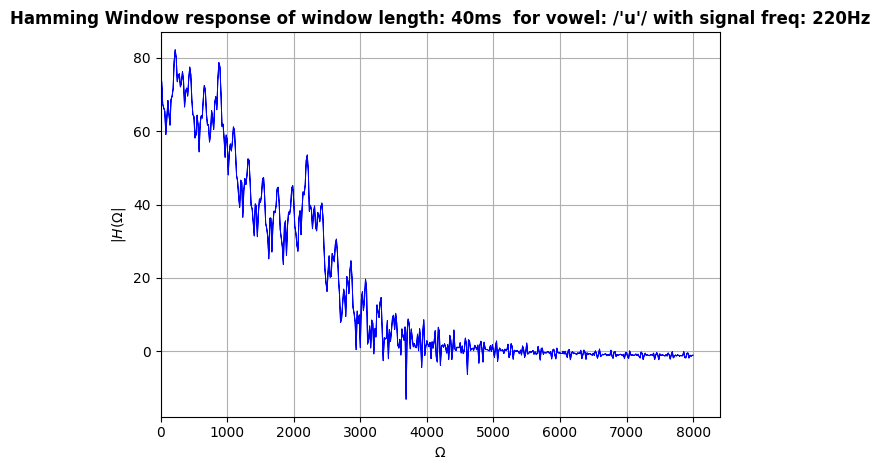 Hamming Window response of window length: 40ms  for vowel: /'u'/ with signal freq: 220Hz
80
60
40
20
0
|H(Ω|
0 1000 2000 3000 4000 5000 6000 7000 8000
Ω